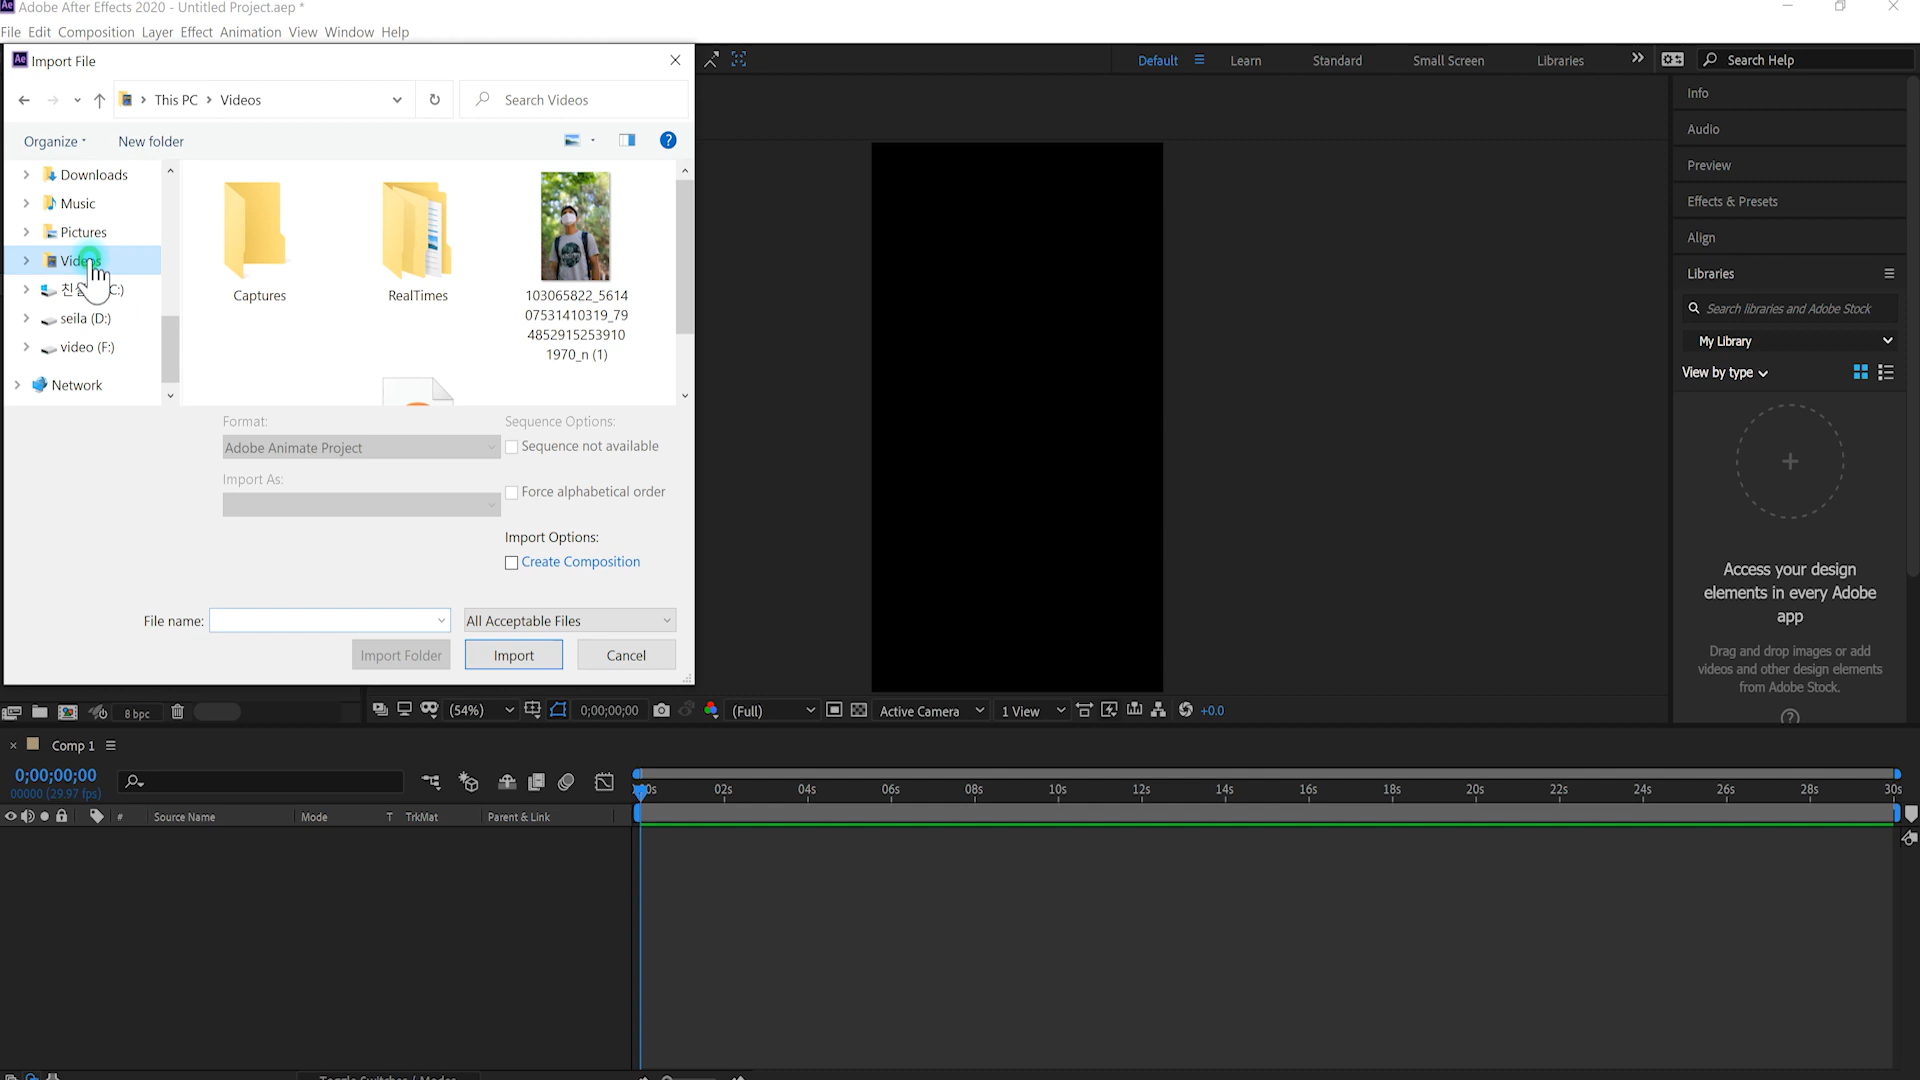 Ae Adobe After Effects 2020 - Untitled Project.aep *
File Edit Composition Layer Effect Animation View Window Help
Ae Import File
Default Learn Standard Small Screen Libraries Search Help
This PC Videos Search Videos
Organize New folder
Downloads
Music
Pictures
Videos
C:)
seila (D:)
video (F:)
Network
Captures
RealTimes
103065822_5614
07531410319_79
4852915253910
1970_n (1)
Format:
Adobe Animate Project
Import As:
Sequence Options:
Sequence not available
Force alphabetical order
Import Options:
Create Composition
File name: All Acceptable Files
Import Folder Import Cancel
Info
Audio
Preview
Effects & Presets
Align
Libraries
Search libraries and Adobe Stock
My Library
View by type
Access your design
elements in every Adobe
app
Drag and drop images or add
videos and other design elements
from Adobe Stock.
8 bpc (54%) 0;00;00;00 (Full) Active Camera 1 View +0.0
Comp 1
0;00;00;00
00000 (29.97 fps)
02s 04s 06s 08s 10s 12s 14s 16s 18s 20s 22s 24s 26s 28s 30s
# Source Name Mode T TrkMat Parent & Link
Toggle Switches / Modes